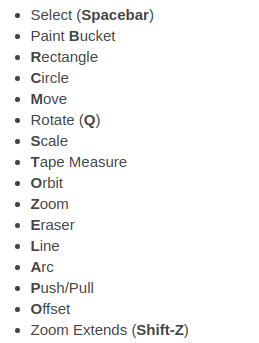 Select (Spacebar)
Paint Bucket
Rectangle
Circle
Move
Rotate (Q)
Scale
Tape Measure
Orbit
Zoom
Eraser
Line
Arc
Push/Pull
Offset
Zoom Extends (Shift-Z)